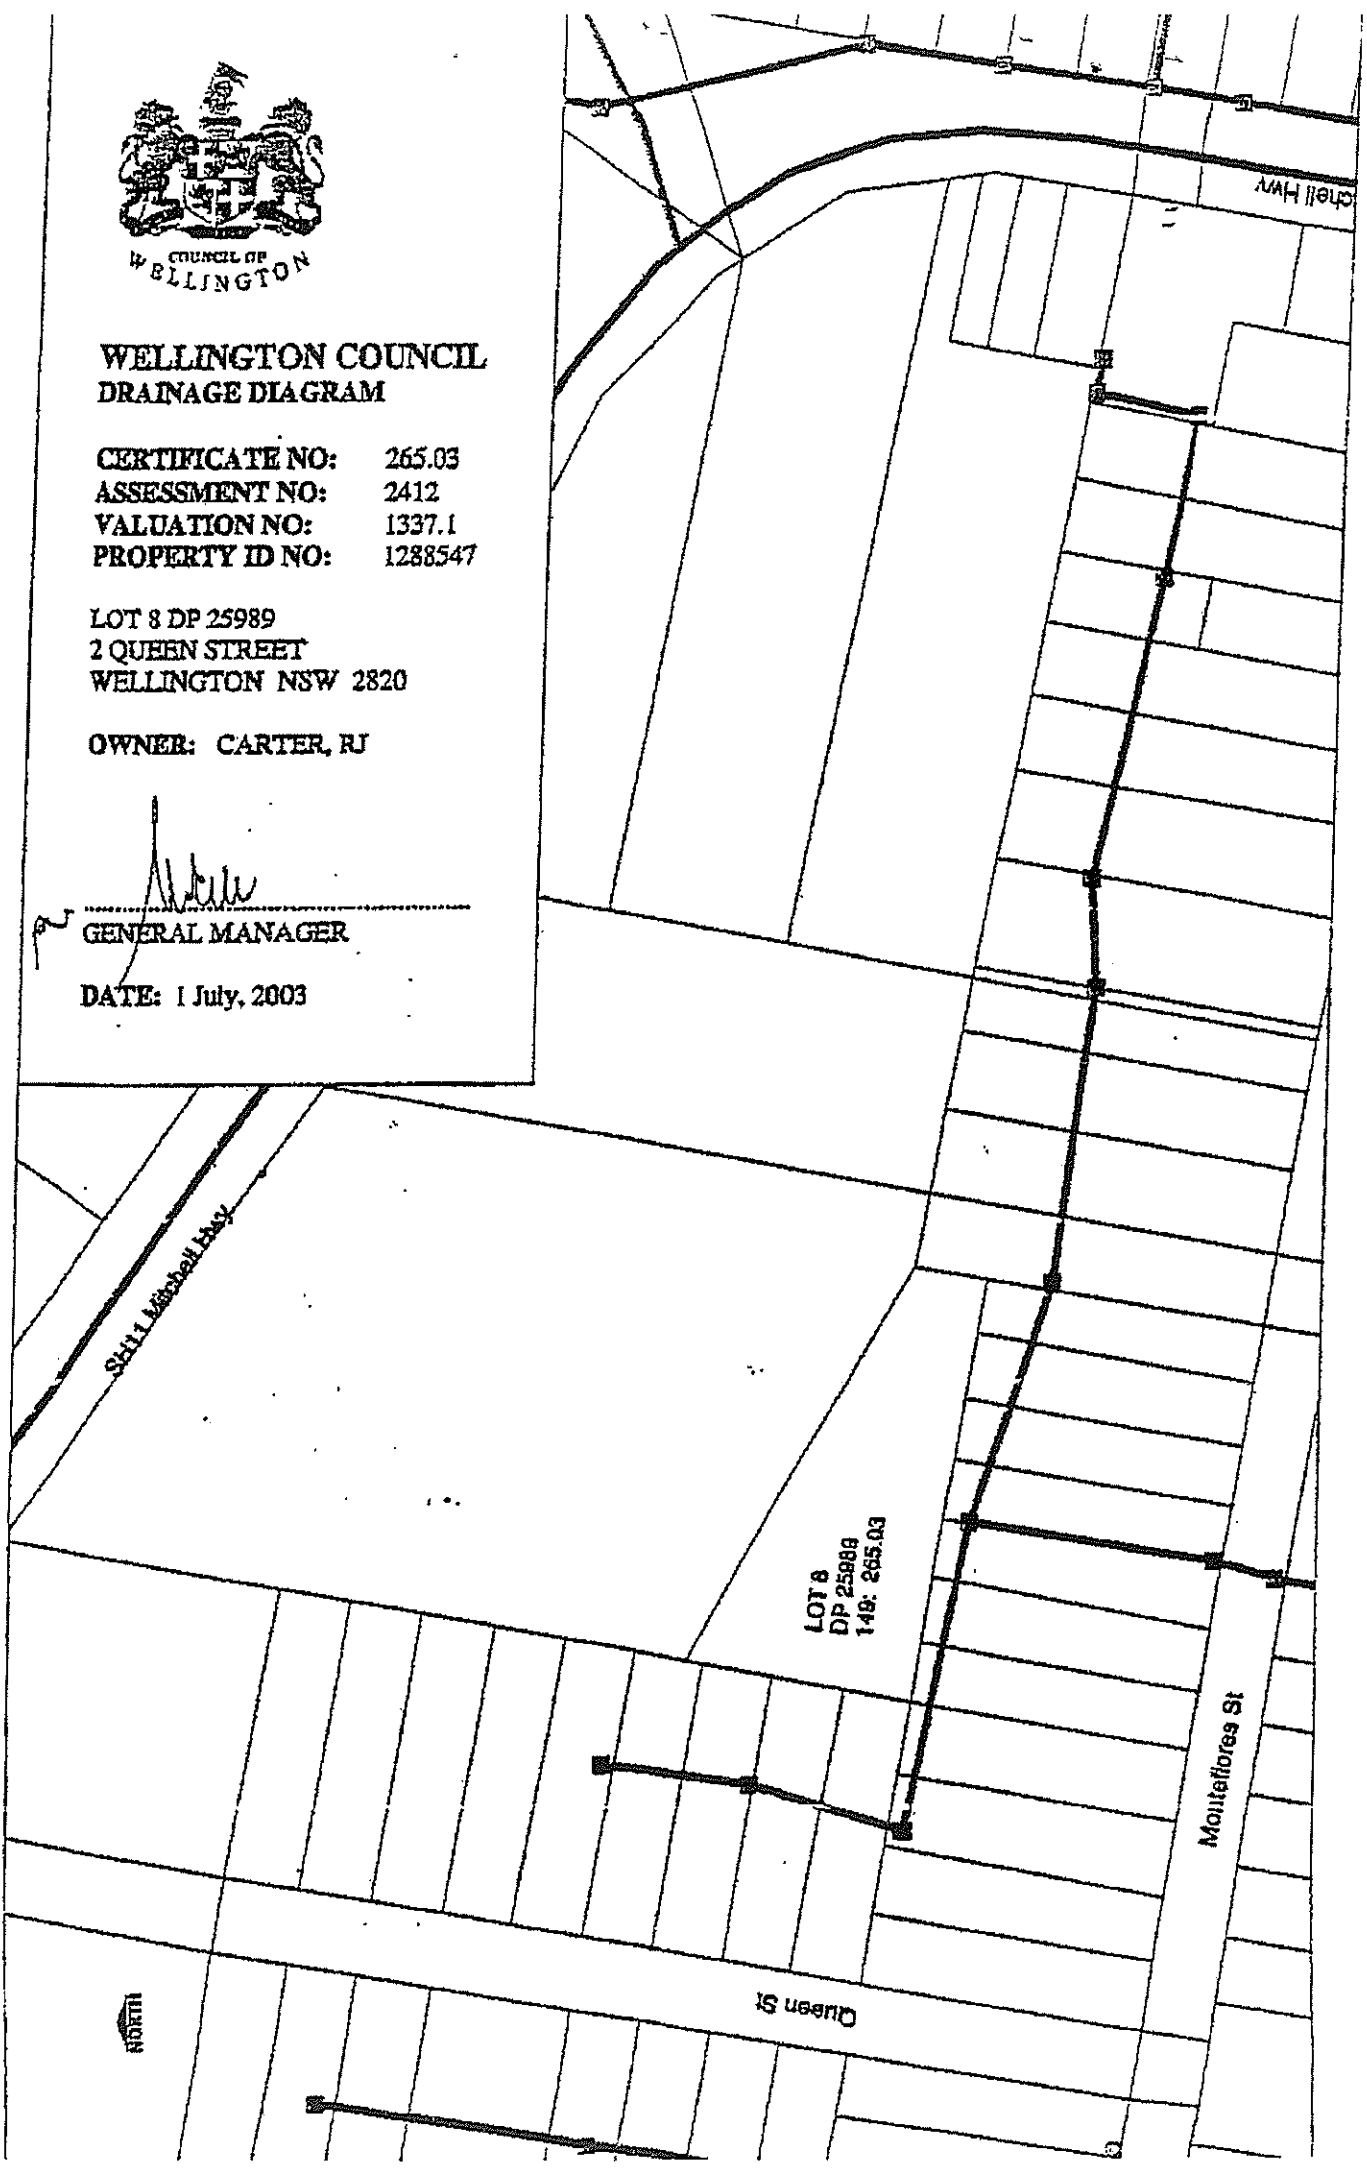 COUNCIL OF
WELLINGTON
WELLINGTON COUNCIL
DRAINAGE DIAGRAM
CERTIFICATE NO: 265.03
ASSESSMENT NO: 2412
VALUATION NO: 1337.1
PROPERTY ID NO: 1288547
LOT 8 DP 25989
2 QUEEN STREET
WELLINGTON NSW 2820
OWNER: CARTER, RJ
GENERAL MANAGER
DATE: 1 July, 2003
chell Hwy
SH11 Mitchell Hwy
LOT 8
DP 25989
149: 265.03
Montefiores St
Queen St
NORTH